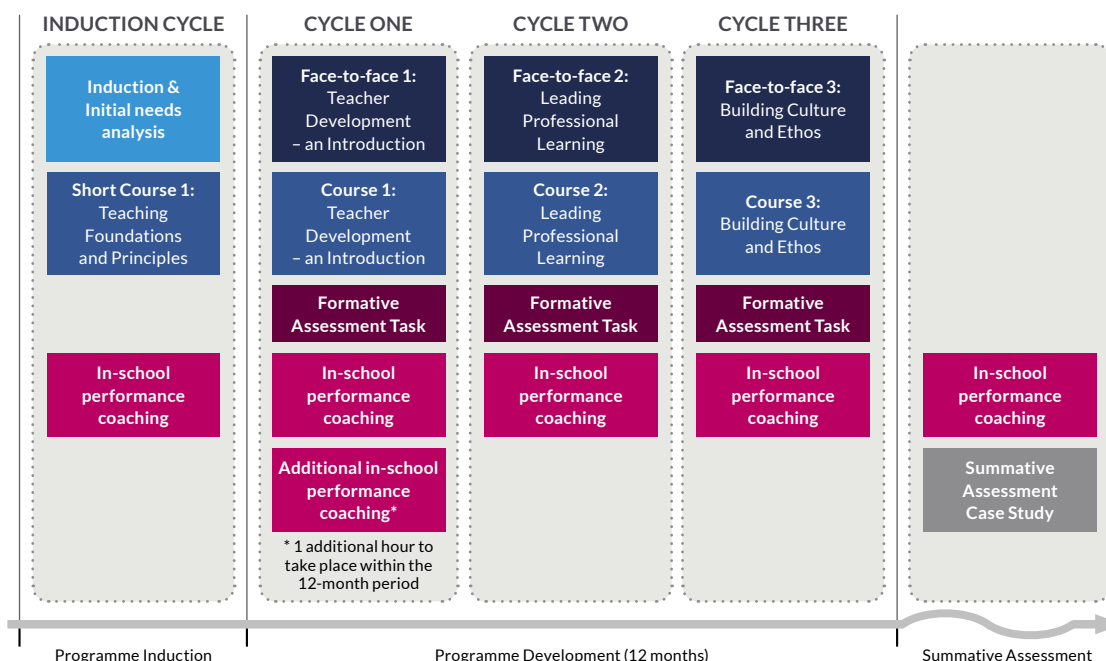 INDUCTION CYCLE
Induction &
Initial needs
analysis
Short Course 1:
Teaching
Foundations
and Principles
In-school
performance
coaching
CYCLE ONE
Face-to-face 1:
Teacher
Development
– an Introduction
Course 1:
Teacher
Development
– an Introduction
Formative
Assessment Task
In-school
performance
coaching
Additional in-school
performance
coaching*
* 1 additional hour to
take place within the
12-month period
CYCLE TWO
Face-to-face 2:
Leading
Professional
Learning
Course 2:
Leading
Professional
Learning
Formative
Assessment Task
In-school
performance
coaching
CYCLE THREE
Face-to-face 3:
Building Culture
and Ethos
Course 3:
Building Culture
and Ethos
Formative
Assessment Task
In-school
performance
coaching
In-school
performance
coaching
Summative
Assessment
Case Study
Programme Induction
Programme Development (12 months)
Summative Assessment